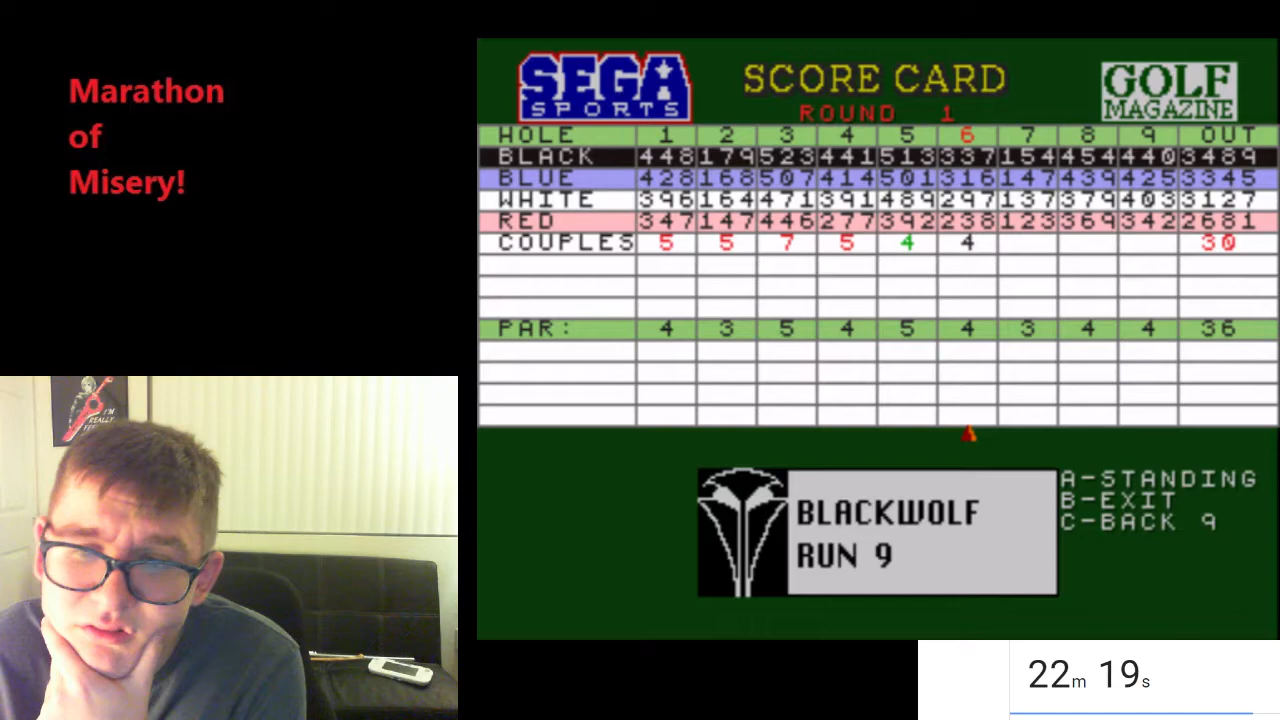 Marathon
of
Misery!
SEGA
SPORTS
SCORE CARD
ROUND 1
GOLF
MAGAZINE
HOLE 1 2 3 4 5 6 7 8 9 OUT
BLACK 448 179 523 441 513 337 154 454 440 3489
BLUE 428 168 507 414 501 316 147 439 425 3345
WHITE 396 164 471 391 489 297 137 379 403 3127
RED 347 147 446 277 392 238 123 369 342 2681
COUPLES 5 5 7 5 4 4 30
PAR: 4 3 5 4 5 4 3 4 4 36
BLACKWOLF
RUN 9
A-STANDING
B-EXIT
C-BACK 9
I'M
REALLY
22m 19s